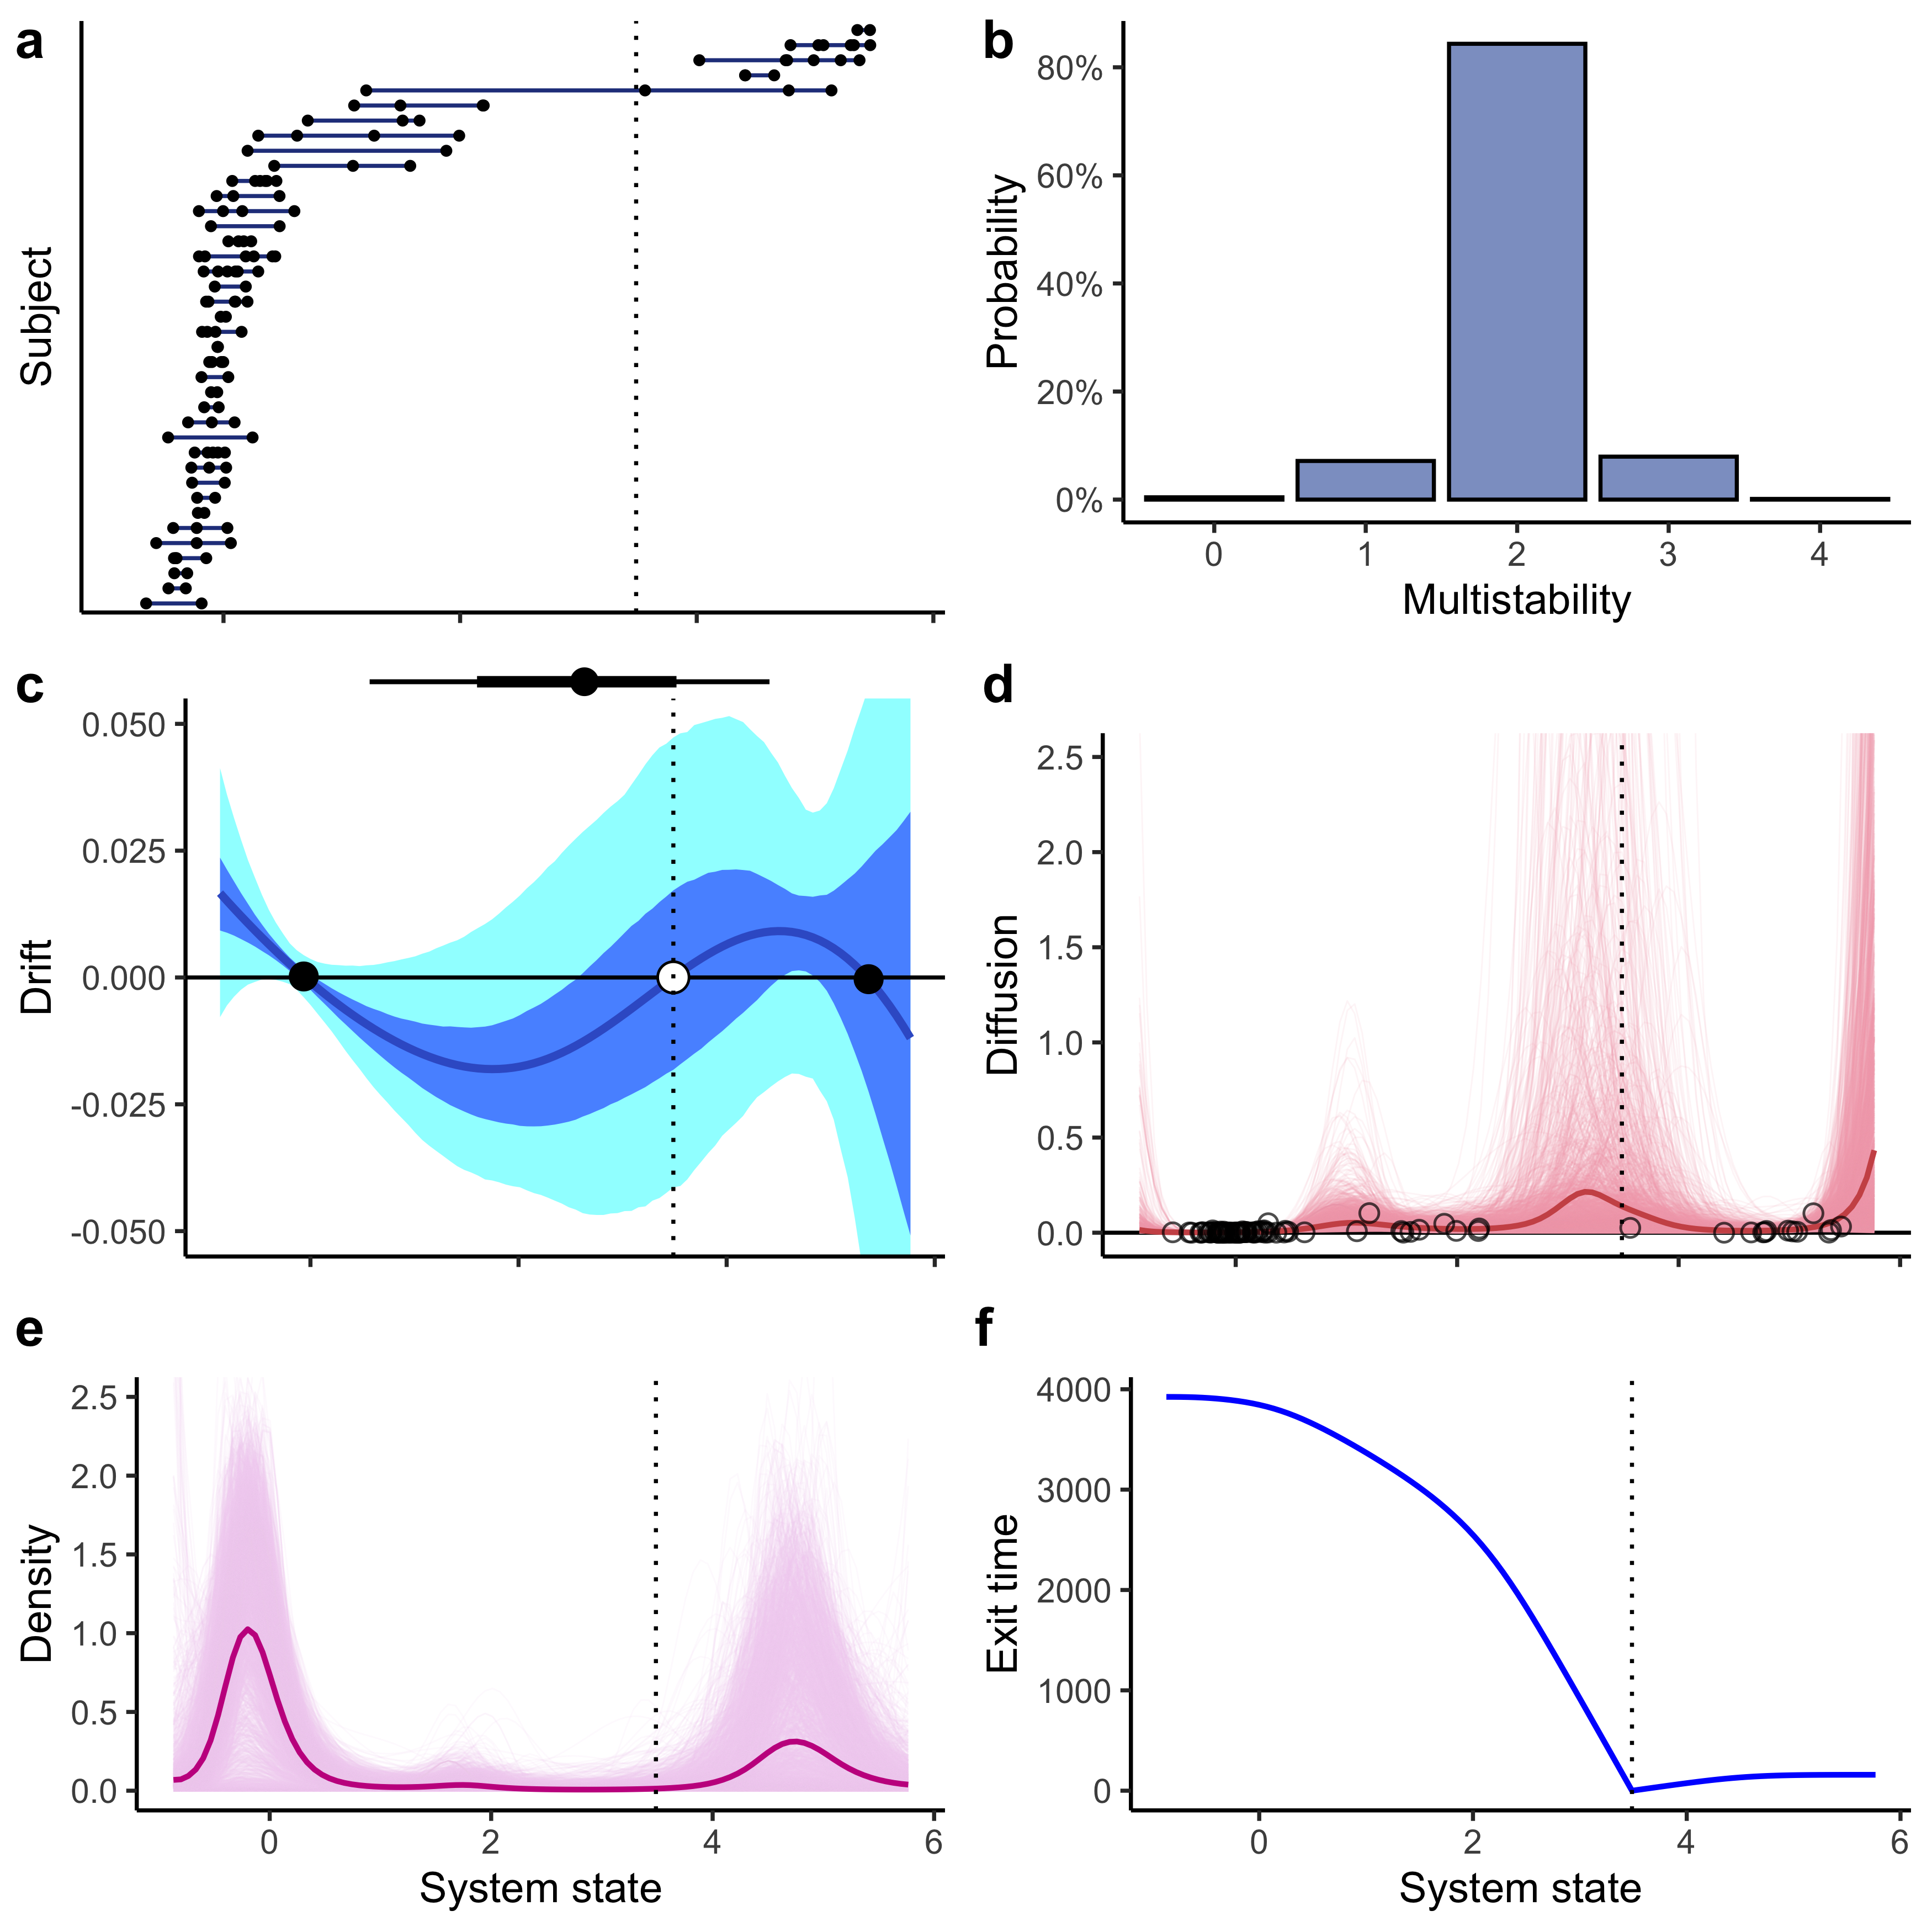 a
Subject
b
80%
60%
40%
20%
0%
Probability
0 1 2 3 4
Multistability
c
0.050
0.025
0.000
-0.025
-0.050
Drift
d
2.5
2.0
1.5
1.0
0.5
0.0
Diffusion
e
2.5
2.0
1.5
1.0
0.5
0.0
Density
0 2 4 6
System state
f
4000
3000
2000
1000
0
Exit time
0 2 4 6
System state